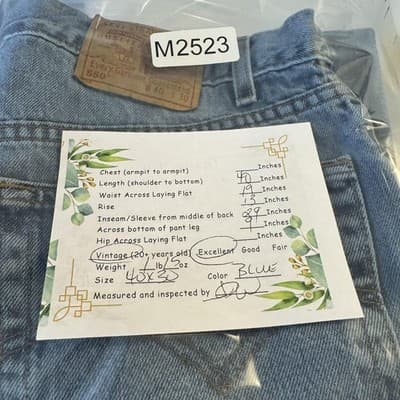 M2523
550
Chest (armpit to armpit) Inches
Length (shoulder to bottom) 40 Inches
Waist Across Laying Flat 19 Inches
Rise 13 Inches
Inseam/Sleeve from middle of back 29 Inches
Across bottom of pant leg 9 Inches
Hip Across Laying Flat Inches
Vintage (20+ years old) Excellent Good Fair
Weight 1 lb 15 oz
Size 40x30 Color BLUE
Measured and inspected by